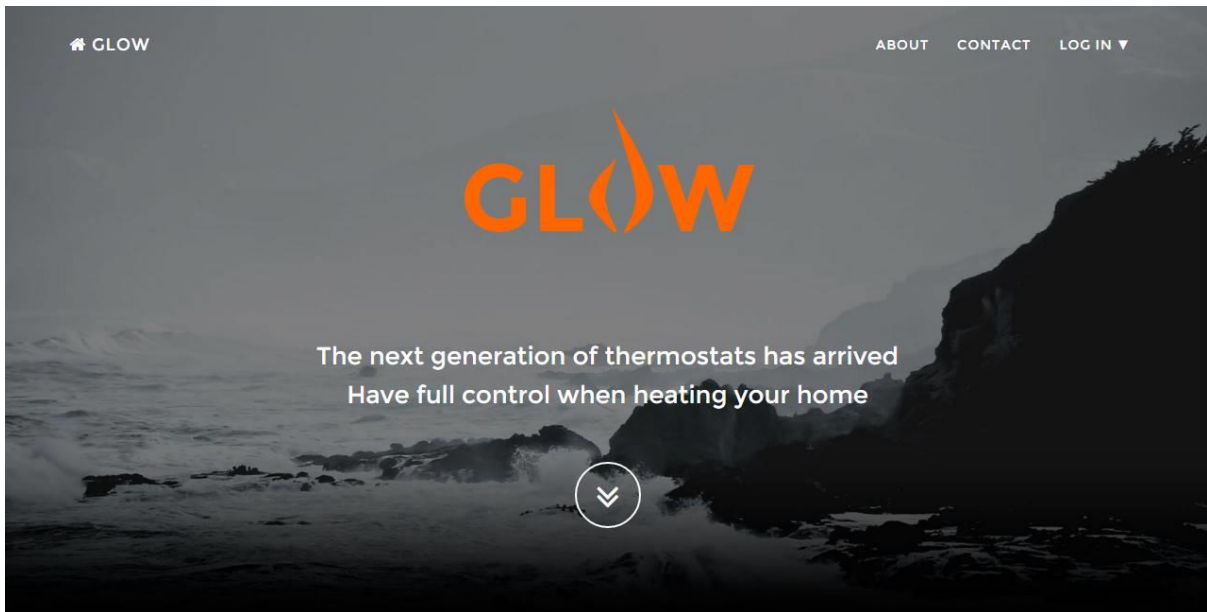 GLOW
ABOUT CONTACT LOG IN ▼
GLOW
The next generation of thermostats has arrived
Have full control when heating your home